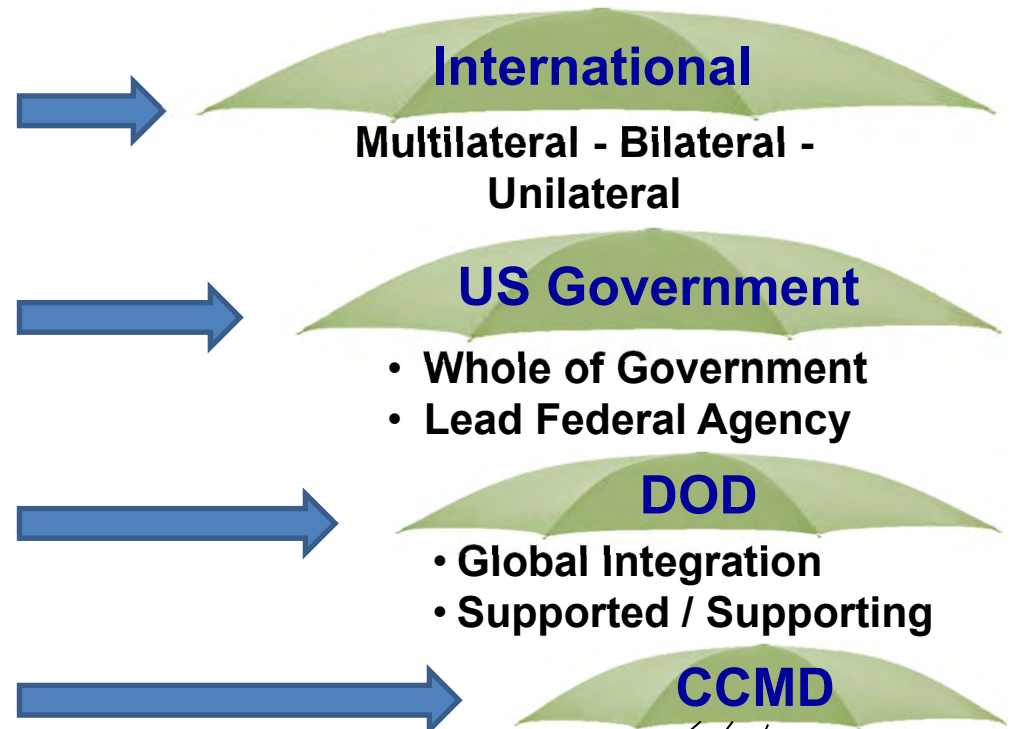 International
Multilateral - Bilateral -
Unilateral
US Government
• Whole of Government
• Lead Federal Agency
DOD
• Global Integration
• Supported / Supporting
CCMD